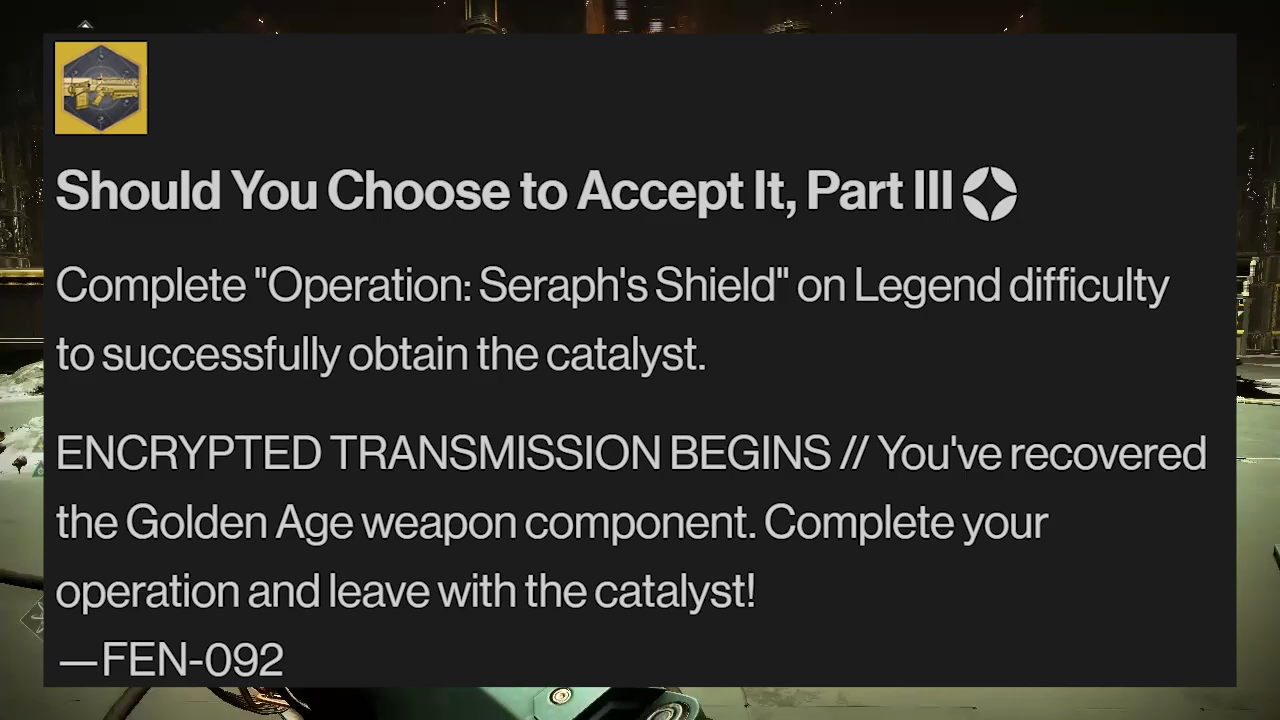 Should You Choose to Accept It, Part III
Complete "Operation: Seraph's Shield" on Legend difficulty
to successfully obtain the catalyst.
ENCRYPTED TRANSMISSION BEGINS // You've recovered
the Golden Age weapon component. Complete your
operation and leave with the catalyst!
—FEN-092